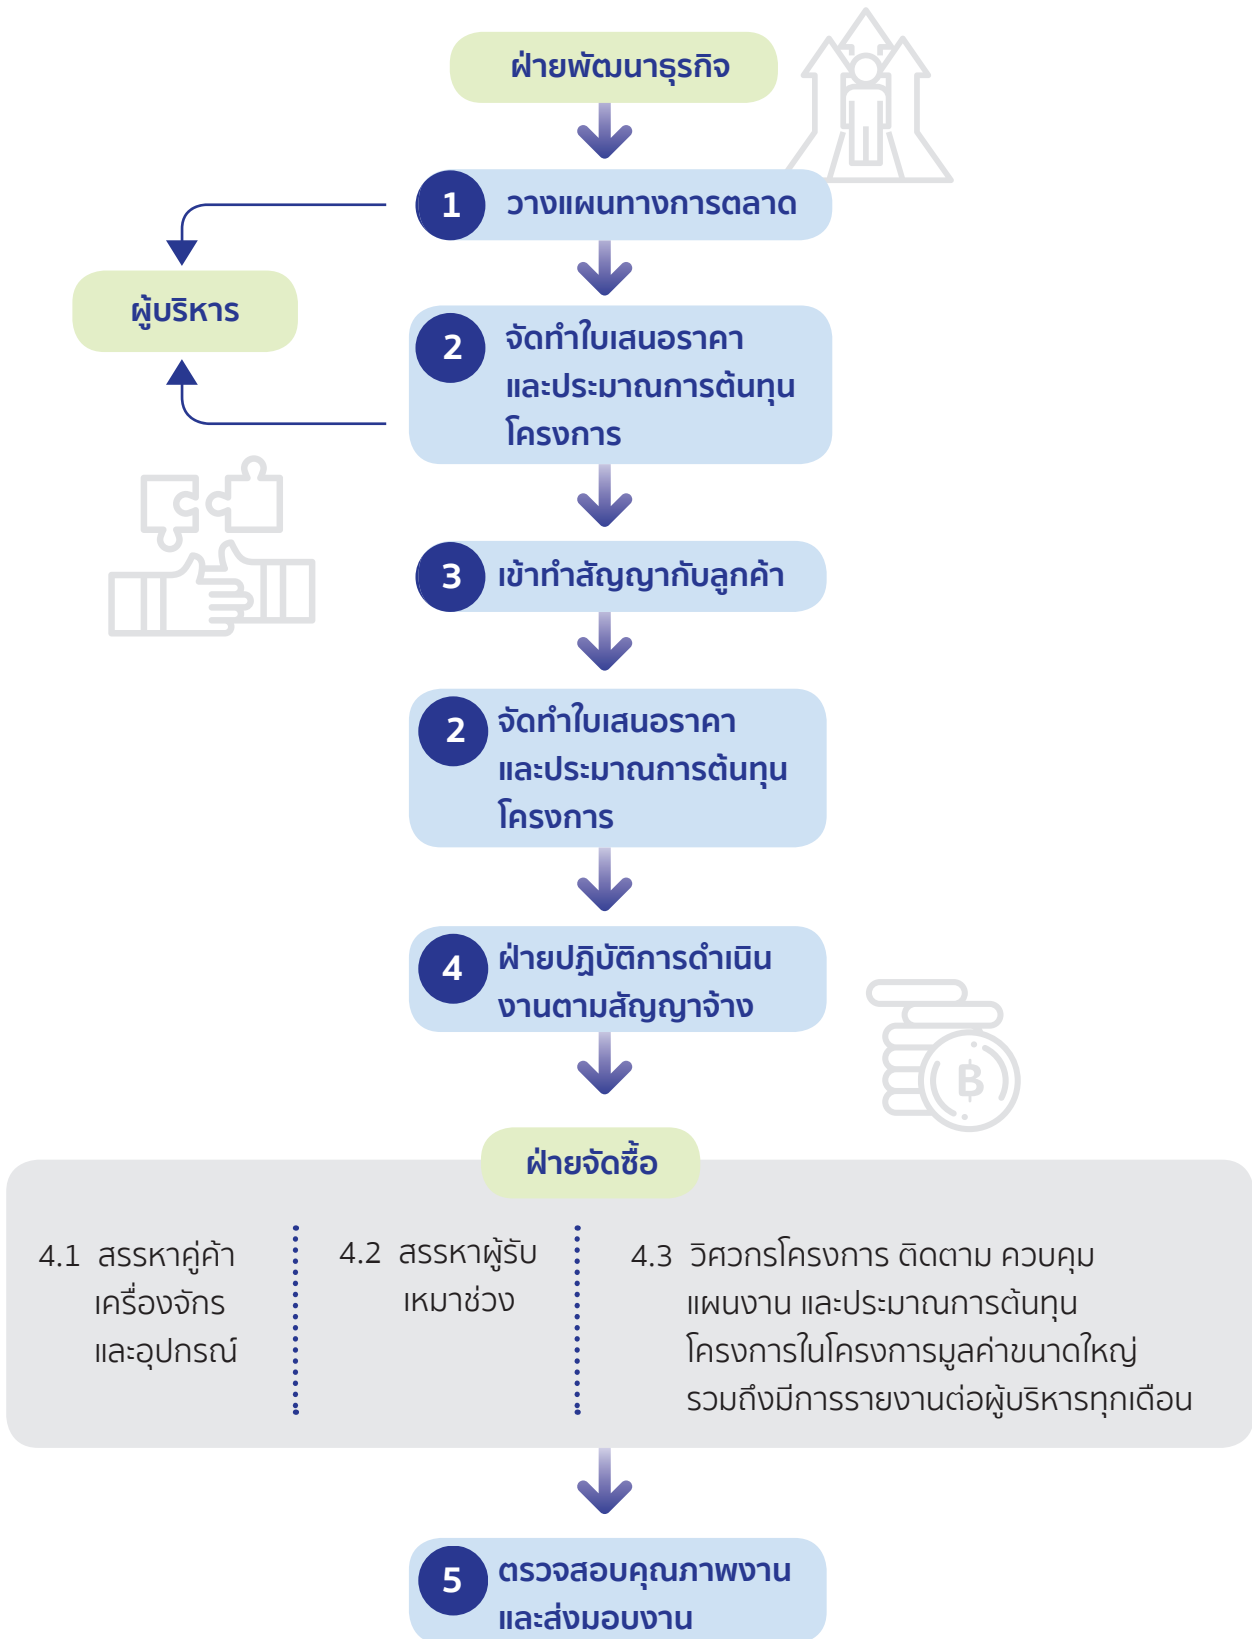 ฝ่ายพัฒนาธุรกิจ
1 วางแผนทางการตลาด
ผู้บริหาร
2 จัดทำใบเสนอราคา
และประมาณการต้นทุน
โครงการ
3 เข้าทำสัญญากับลูกค้า
2 จัดทำใบเสนอราคา
และประมาณการต้นทุน
โครงการ
4 ฝ่ายปฏิบัติการดำเนิน
งานตามสัญญาจ้าง
฿
ฝ่ายจัดซื้อ
4.1 สรรหาคู่ค้า
เครื่องจักร
และอุปกรณ์
4.2 สรรหาผู้รับ
เหมาช่วง
4.3 วิศวกรโครงการ ติดตาม ควบคุม
แผนงาน และประมาณการต้นทุน
โครงการในโครงการมูลค่าขนาดใหญ่
รวมถึงมีการรายงานต่อผู้บริหารทุกเดือน
5 ตรวจสอบคุณภาพงาน
และส่งมอบงาน